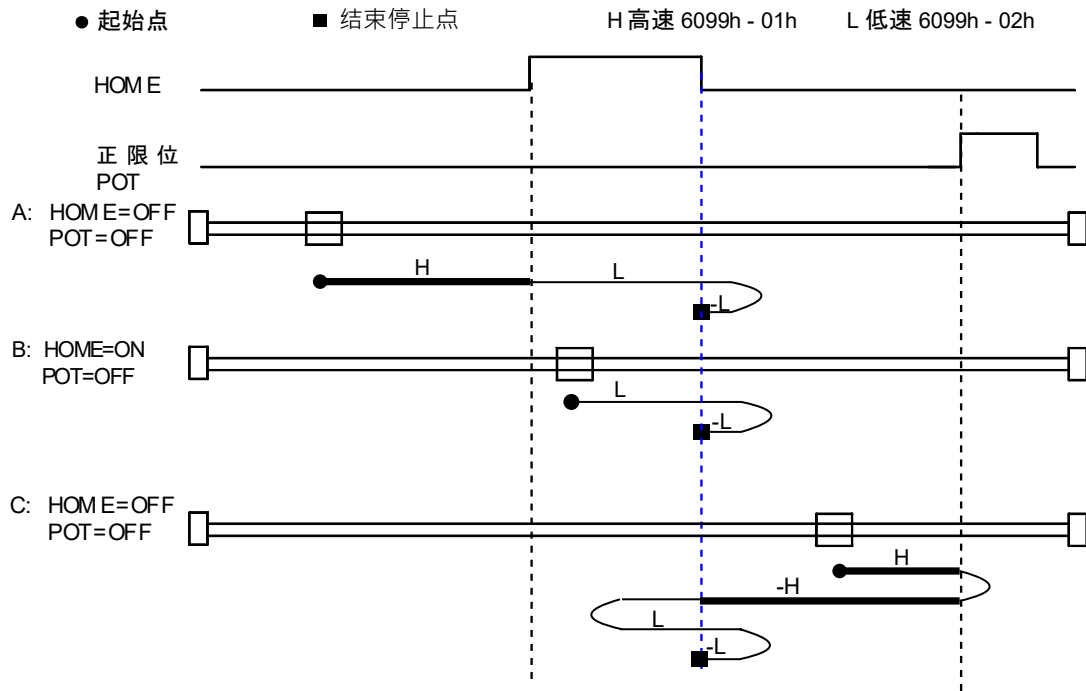 ● 起始点 ■ 结束停止点 H 高速 6099h - 01h L 低速 6099h - 02h
HOME
正限位
POT
A: HOME=OFF
POT=OFF
H L
-L
B: HOME=ON
POT=OFF
L
-L
C: HOME=OFF
POT=OFF
H
-H
L
-L